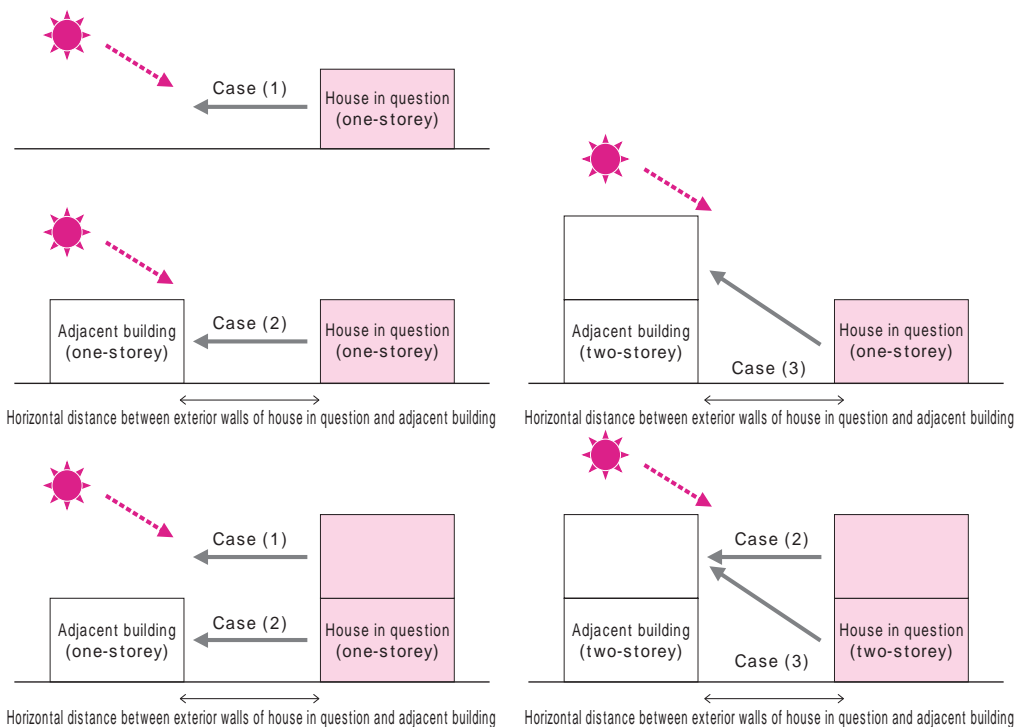 Case (1)
House in question
(one-storey)
Adjacent building
(one-storey)
Case (2)
House in question
(one-storey)
Horizontal distance between exterior walls of house in question and adjacent building
Adjacent building
(two-storey)
Case (3)
House in question
(one-storey)
Horizontal distance between exterior walls of house in question and adjacent building
Case (1)
Adjacent building
(one-storey)
Case (2)
House in question
(one-storey)
Horizontal distance between exterior walls of house in question and adjacent building
Case (2)
Adjacent building
(two-storey)
Case (3)
House in question
(two-storey)
Horizontal distance between exterior walls of house in question and adjacent building